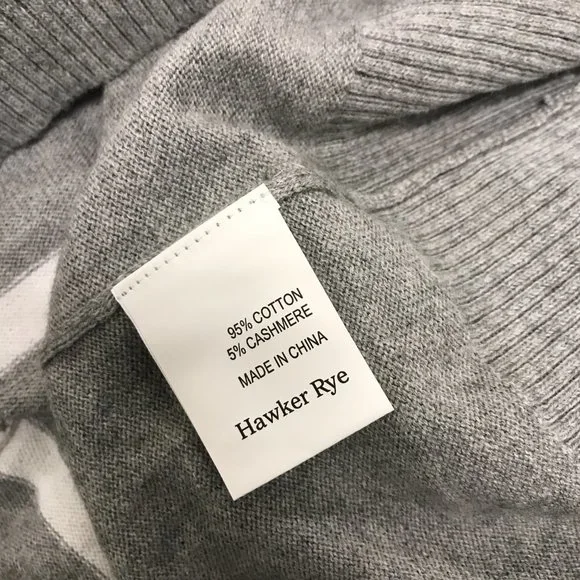 95% COTTON
5% CASHMERE
MADE IN CHINA
Hawker Rye